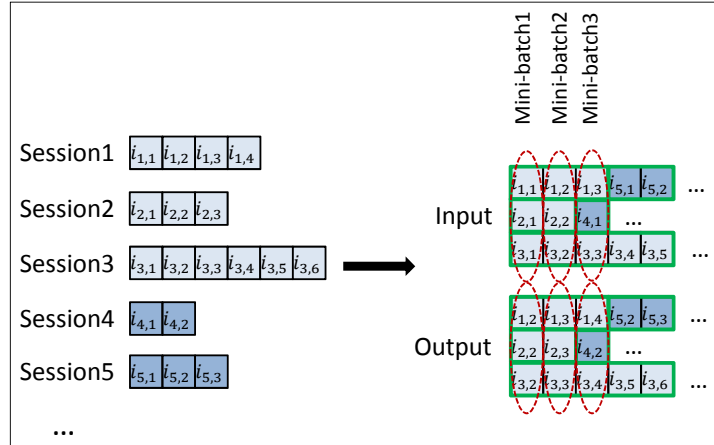 Mini-batch1 Mini-batch2 Mini-batch3
Session1 i1,1 i1,2 i1,3 i1,4
Session2 i2,1 i2,2 i2,3
Session3 i3,1 i3,2 i3,3 i3,4 i3,5 i3,6
Session4 i4,1 i4,2
Session5 i5,1 i5,2 i5,3
...
Input
i1,1 i1,2 i1,3 i5,1 i5,2 ...
i2,1 i2,2 i4,1 ...
i3,1 i3,2 i3,3 i3,4 i3,5 ...
Output
i1,2 i1,3 i1,4 i5,2 i5,3 ...
i2,2 i2,3 i4,2 ...
i3,2 i3,3 i3,4 i3,5 i3,6 ...